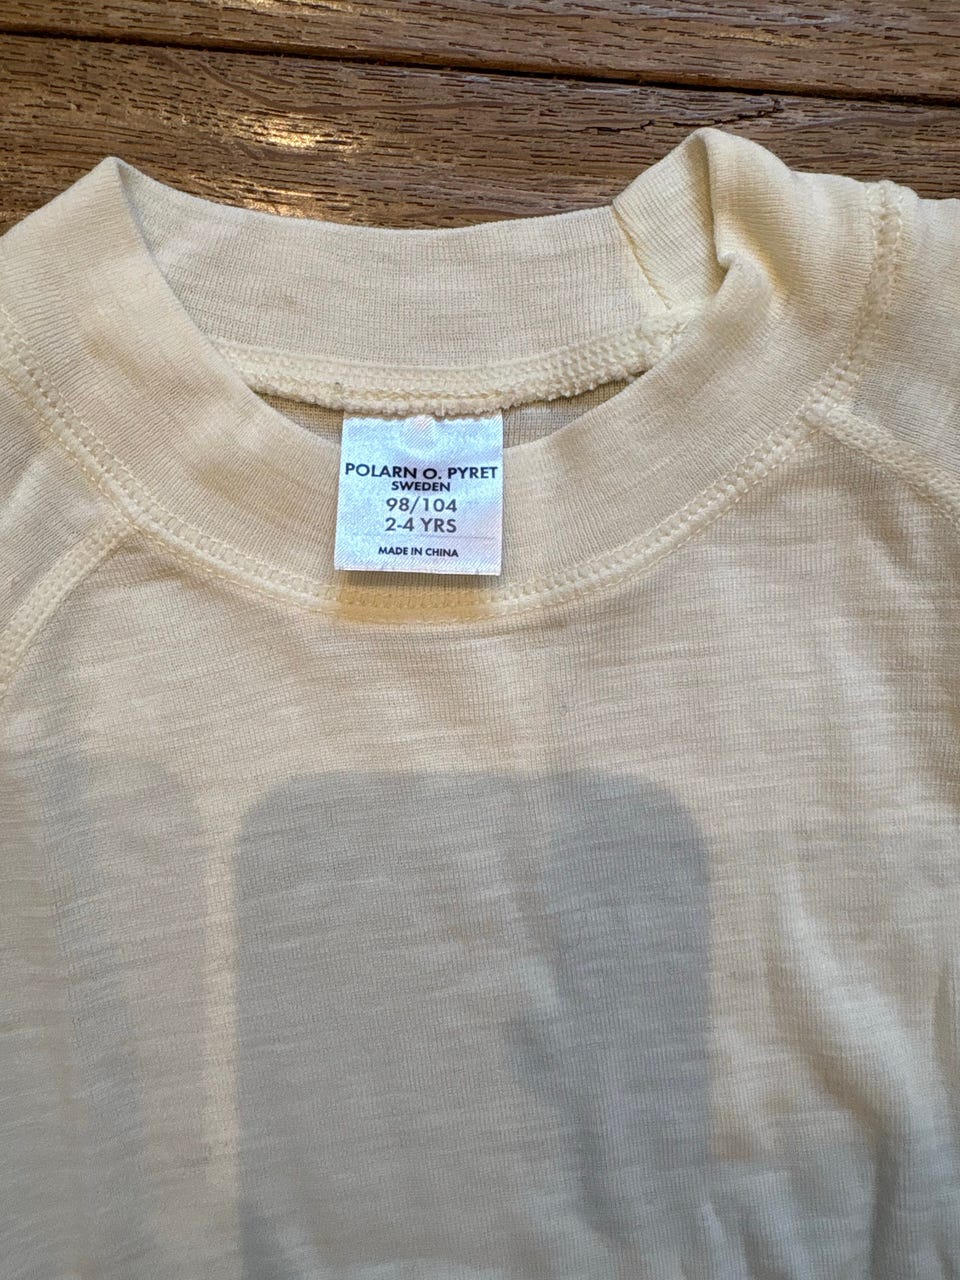 POLARN O. PYRET
SWEDEN
98/104
2-4 YRS
MADE IN CHINA